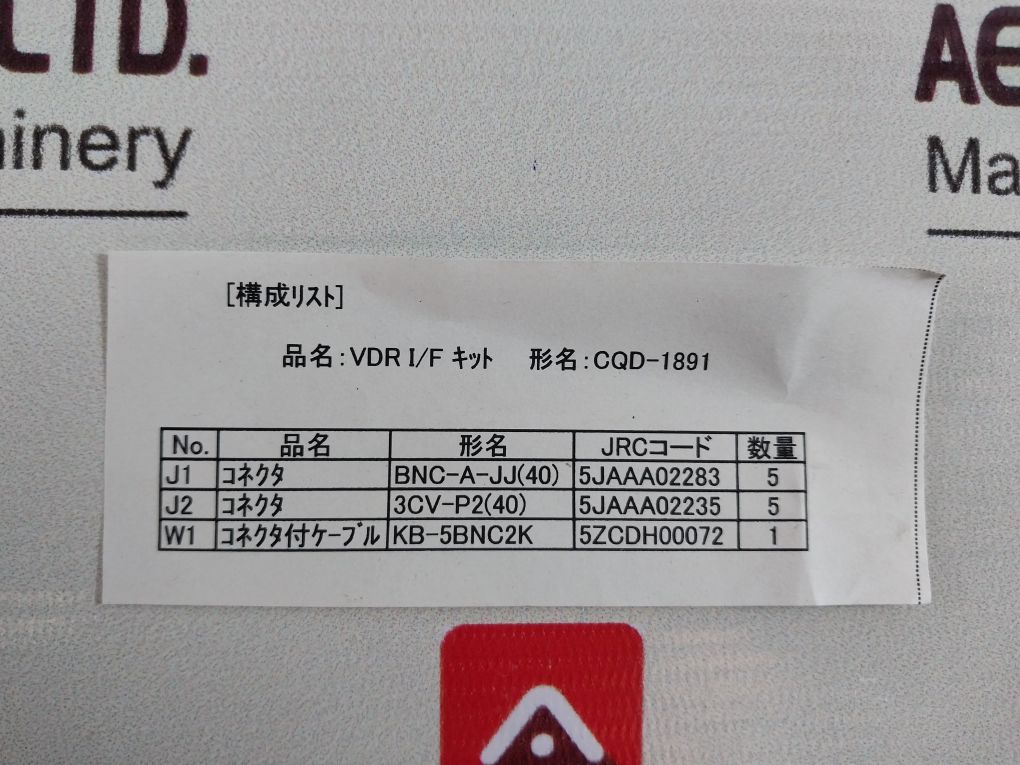 LTD.
hinery
AE
Ma
[構成リスト]
品名:VDR I/F キット 形名:CQD-1891
No. 品名 形名 JRCコード 数量
J1 コネクタ BNC-A-JJ(40) 5JAAA02283 5
J2 コネクタ 3CV-P2(40) 5JAAA02235 5
W1 コネクタ付ケーブル KB-5BNC2K 5ZCDH00072 1